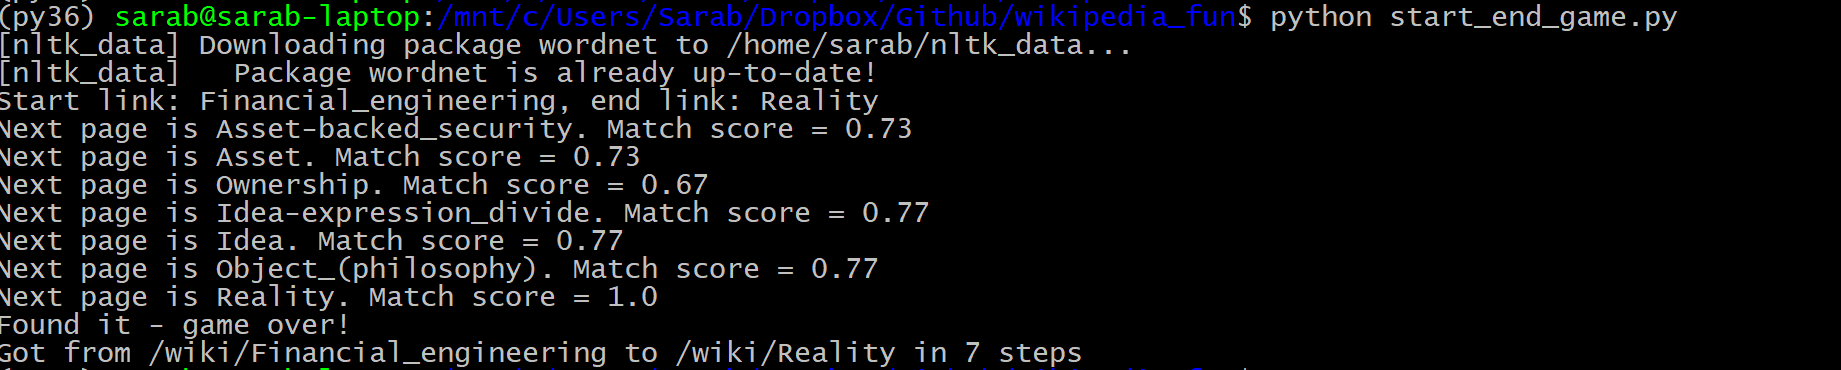 (py36) sarab@sarab-laptop:/mnt/c/Users/Sarab/Dropbox/Github/wikipedia_fun$ python start_end_game.py
[nltk_data] Downloading package wordnet to /home/sarab/nltk_data...
[nltk_data]   Package wordnet is already up-to-date!
Start link: Financial_engineering, end link: Reality
Next page is Asset-backed_security. Match score = 0.73
Next page is Asset. Match score = 0.73
Next page is Ownership. Match score = 0.67
Next page is Idea-expression_divide. Match score = 0.77
Next page is Idea. Match score = 0.77
Next page is Object_(philosophy). Match score = 0.77
Next page is Reality. Match score = 1.0
Found it - game over!
Got from /wiki/Financial_engineering to /wiki/Reality in 7 steps